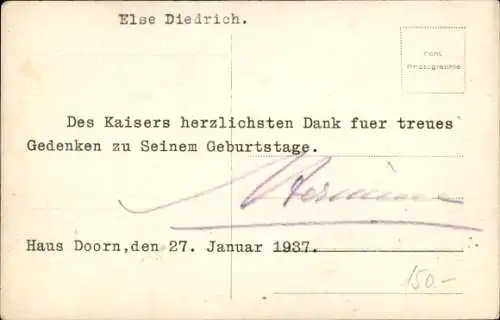 Else Diedrich.
Echt
Photographie
Des Kaisers herzlichsten Dank fuer treues
Gedenken zu Seinem Geburtstage.
Hermine
Haus Doorn,den 27. Januar 1937.
150.-